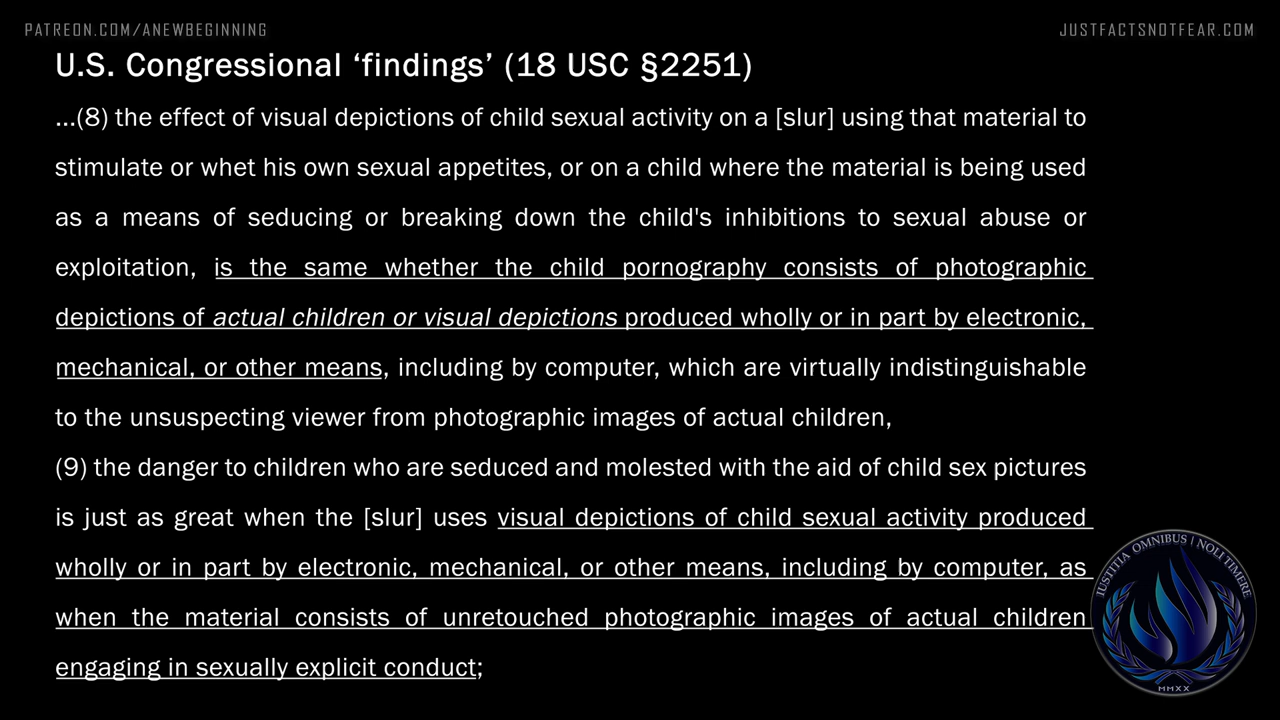 PATREON.COM/ANEWBEGINNING
JUSTFACTSNOTFEAR.COM
U.S. Congressional ‘findings’ (18 USC §2251)
...(8) the effect of visual depictions of child sexual activity on a [slur] using that material to
stimulate or whet his own sexual appetites, or on a child where the material is being used
as a means of seducing or breaking down the child's inhibitions to sexual abuse or
exploitation, is the same whether the child pornography consists of photographic
depictions of actual children or visual depictions produced wholly or in part by electronic,
mechanical, or other means, including by computer, which are virtually indistinguishable
to the unsuspecting viewer from photographic images of actual children,
(9) the danger to children who are seduced and molested with the aid of child sex pictures
is just as great when the [slur] uses visual depictions of child sexual activity produced
wholly or in part by electronic, mechanical, or other means, including by computer, as
when the material consists of unretouched photographic images of actual children
engaging in sexually explicit conduct;
IUSTITIA OMNIBUS | NOLI TIMERE
MMXX